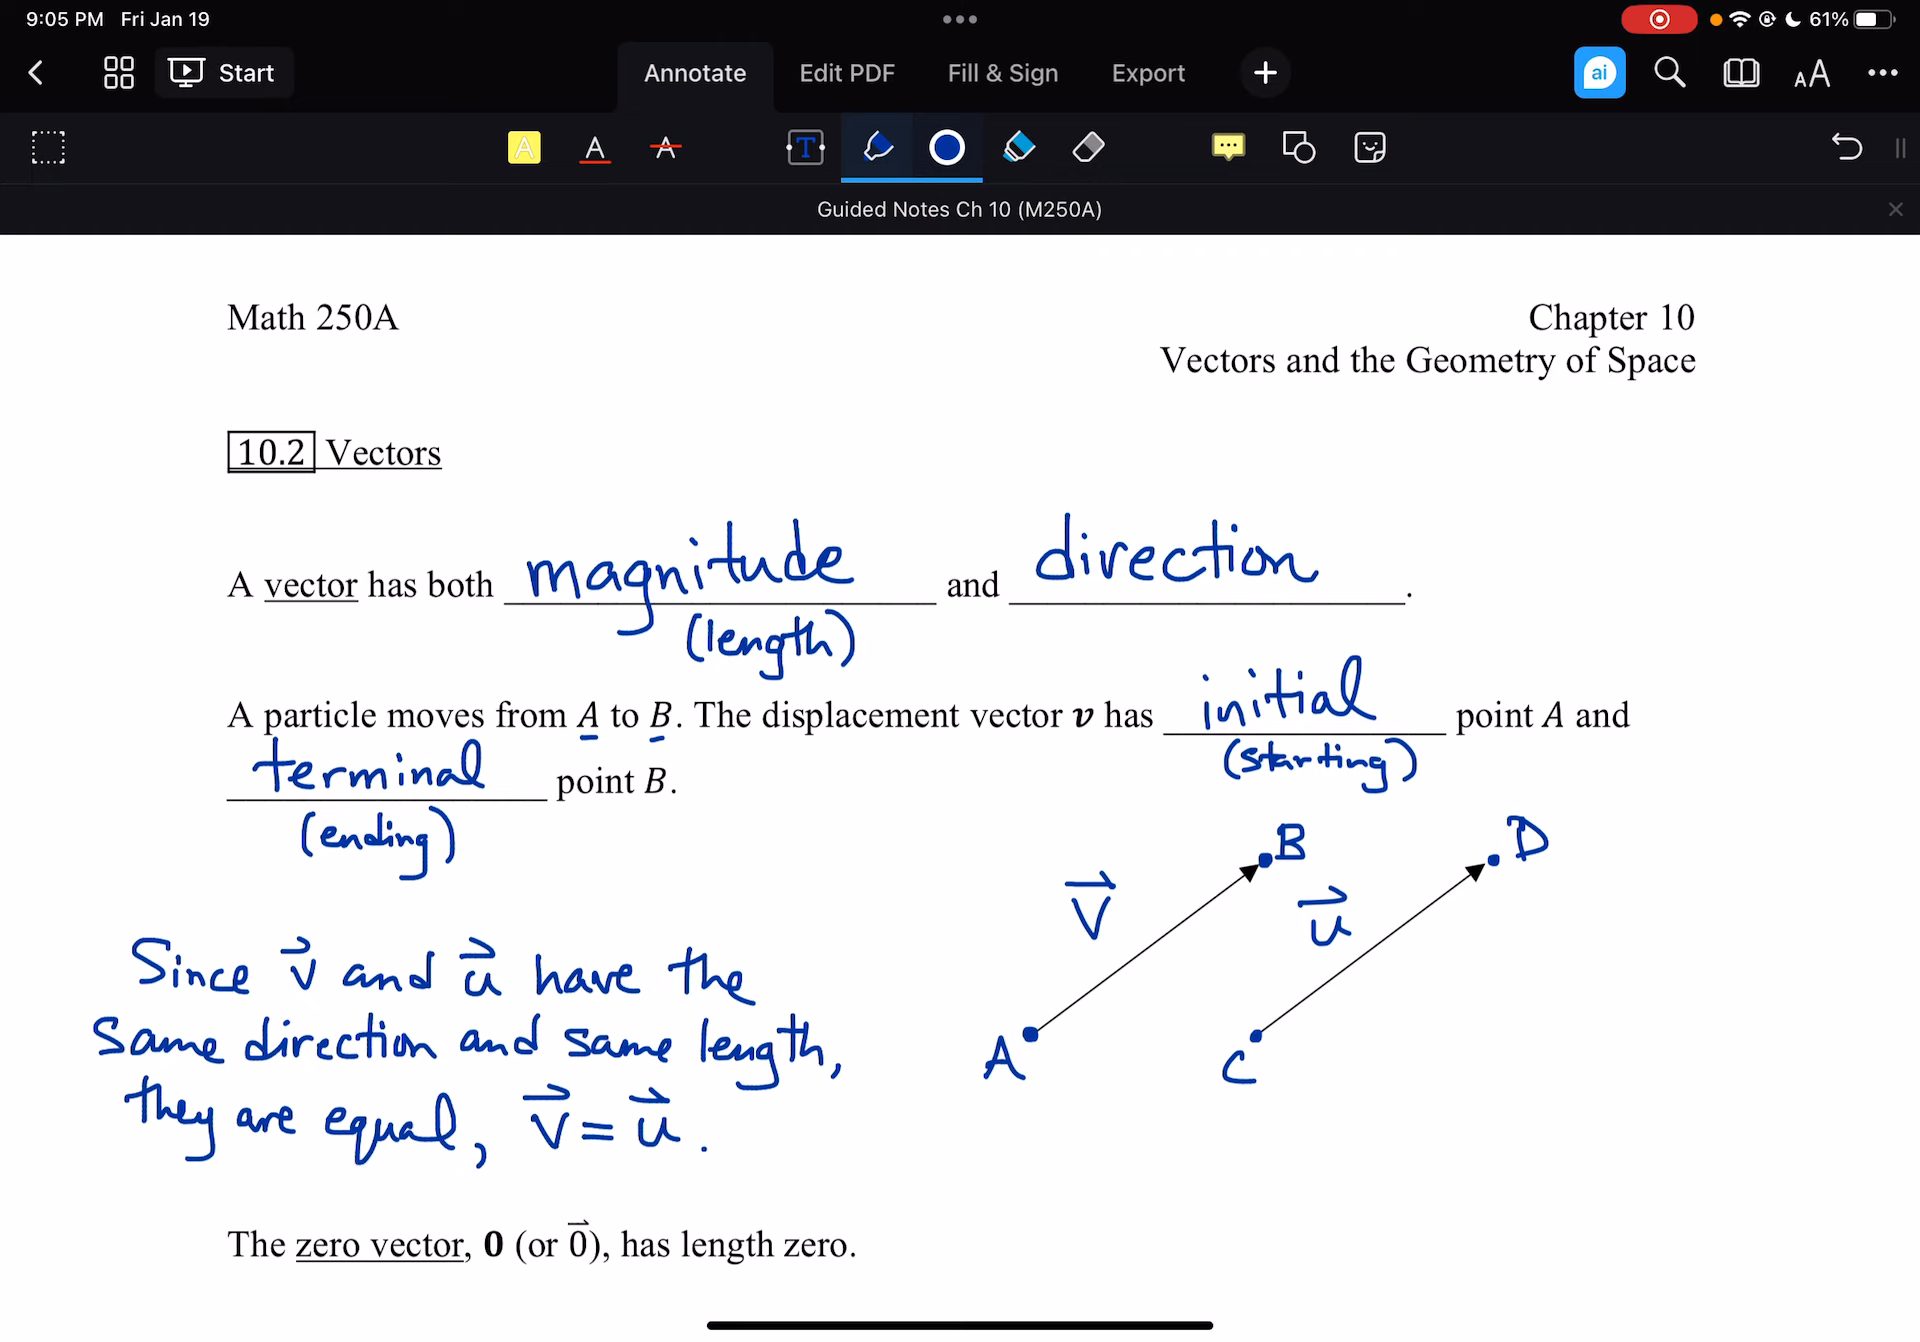 9:05 PM Fri Jan 19
61%
Start
Annotate Edit PDF Fill & Sign Export
ai
AA
A A A T
Guided Notes Ch 10 (M250A)
Math 250A Chapter 10
Vectors and the Geometry of Space
10.2 Vectors
A vector has both magnitude and direction.
(length)
A particle moves from A to B. The displacement vector v has initial point A and
(starting)
terminal point B.
(ending)
B D
v⃗ u⃗
A C
Since v⃗ and u⃗ have the
same direction and same length,
they are equal, v⃗ = u⃗.
The zero vector, 0 (or 0⃗), has length zero.